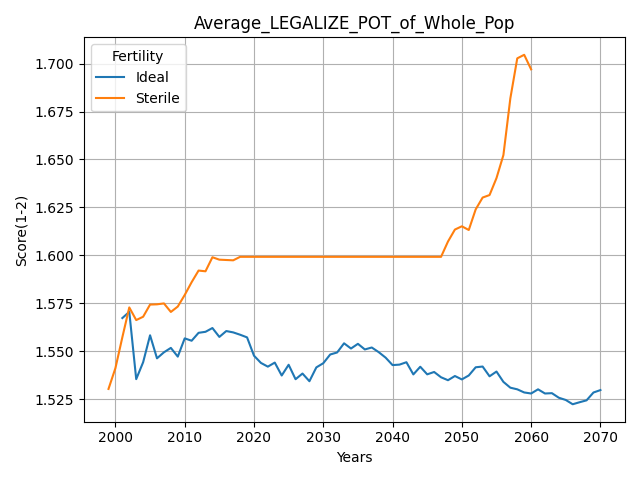 Average_LEGALIZE_POT_of_Whole_Pop
Fertility
Ideal
Sterile
1.700
1.675
1.650
1.625
1.600
1.575
1.550
1.525
Score(1-2)
2000 2010 2020 2030 2040 2050 2060 2070
Years